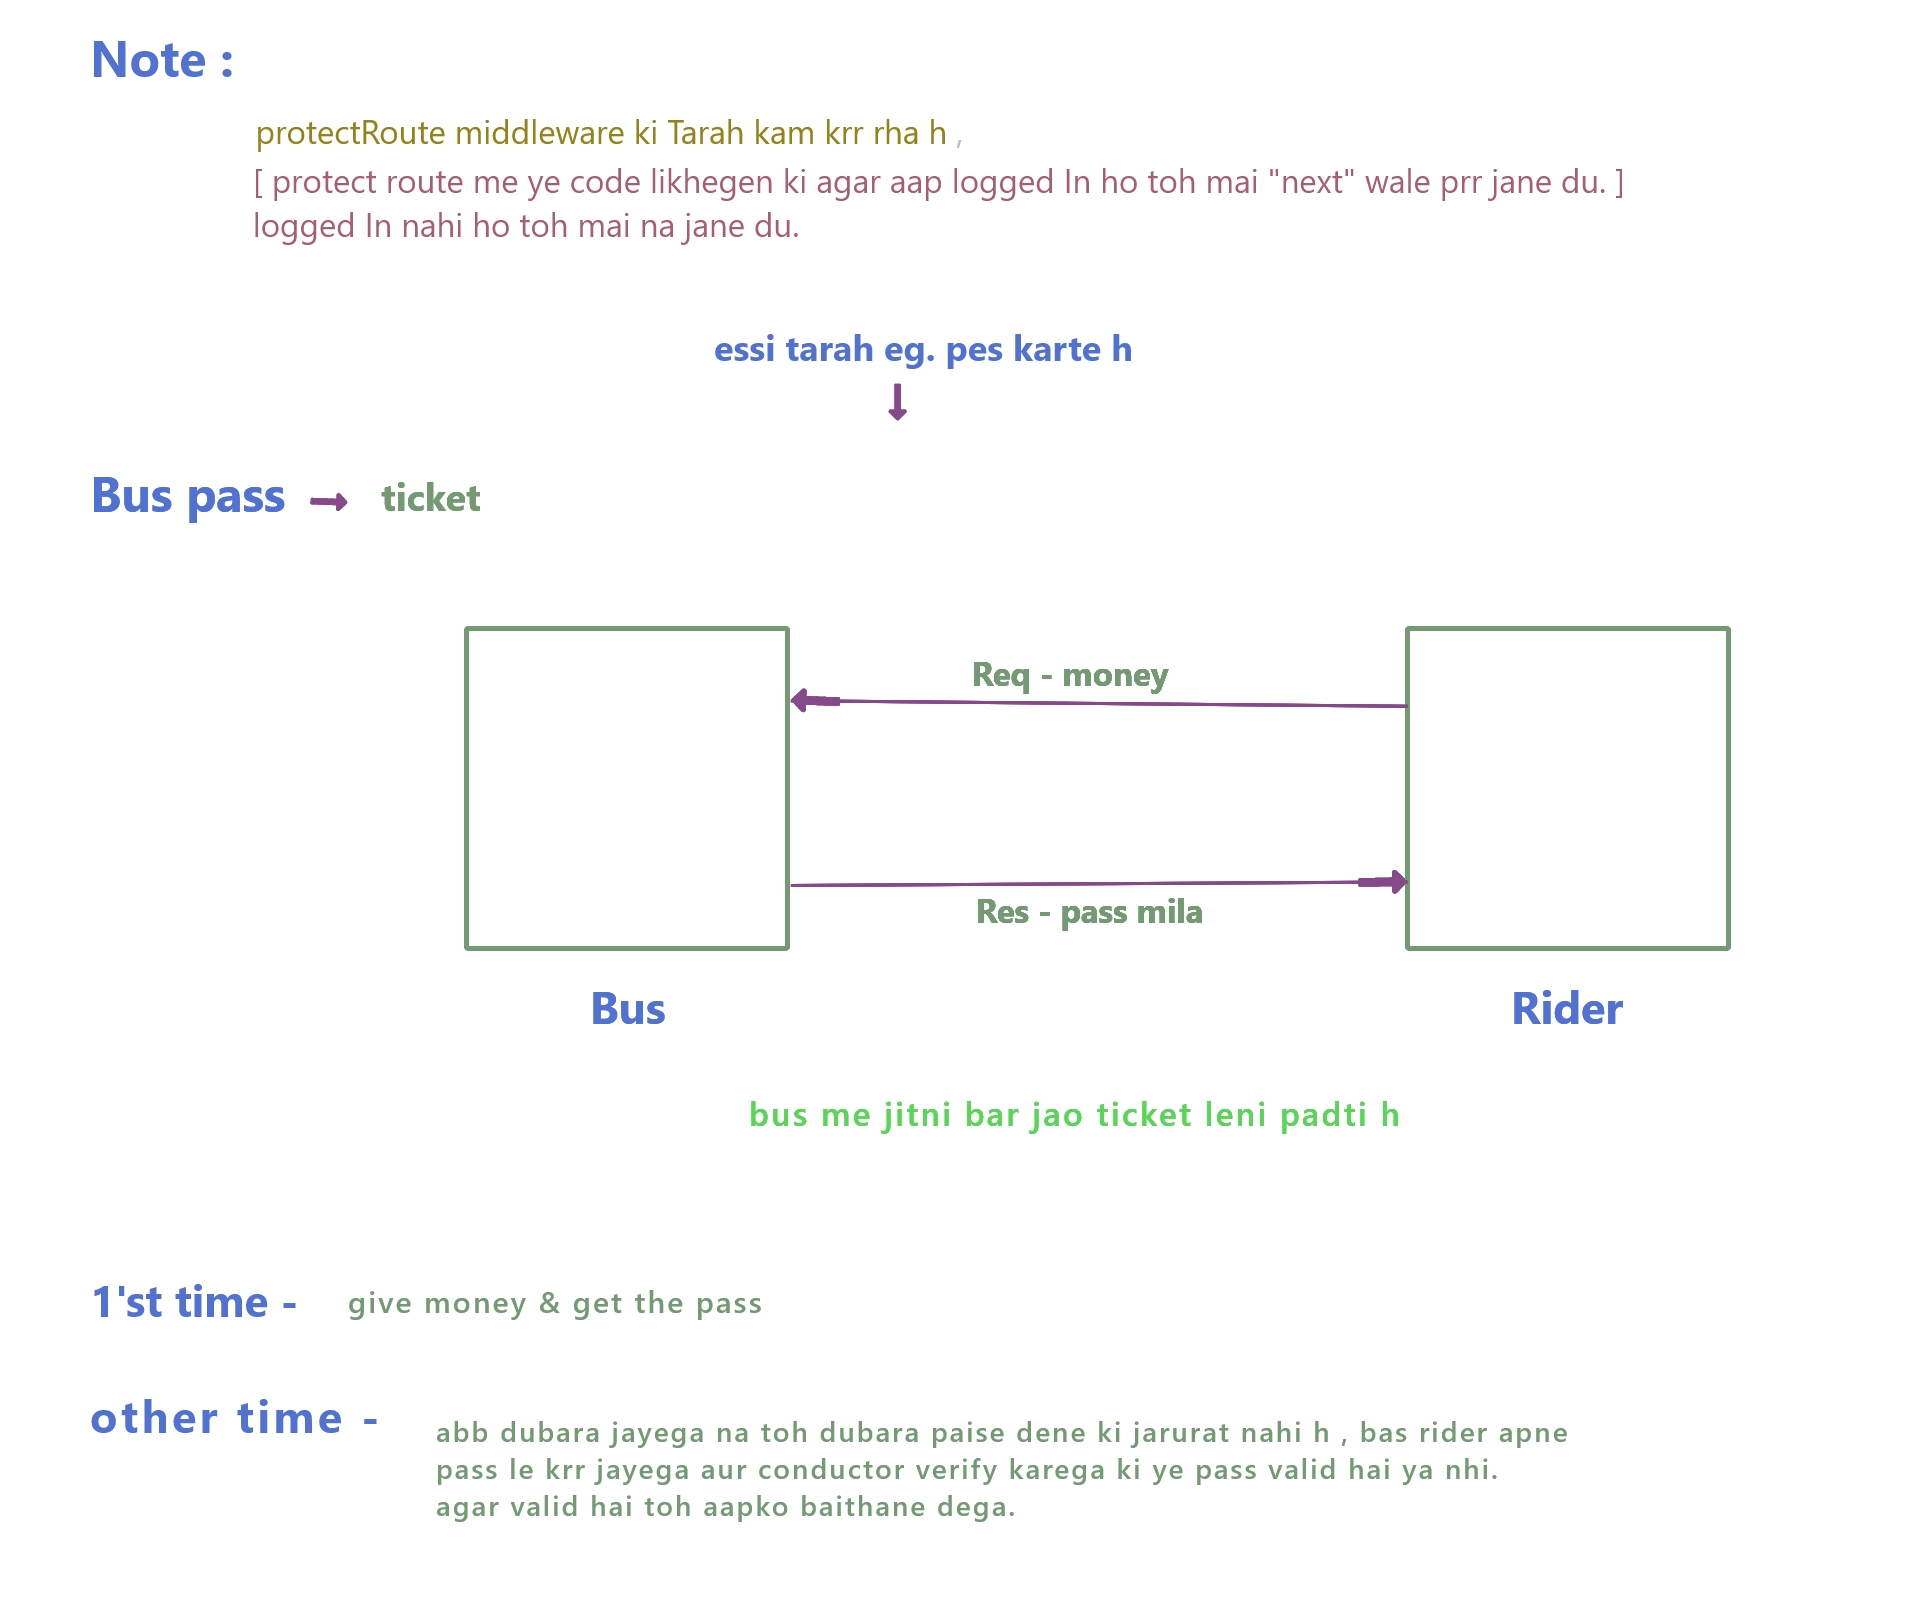 Note :
protectRoute middleware ki Tarah kam krr rha h ,
[ protect route me ye code likhegen ki agar aap logged In ho toh mai "next" wale prr jane du. ]
logged In nahi ho toh mai na jane du.
essi tarah eg. pes karte h
Bus pass → ticket
Req - money
Res - pass mila
Bus
Rider
bus me jitni bar jao ticket leni padti h
1'st time - give money & get the pass
other time - abb dubara jayega na toh dubara paise dene ki jarurat nahi h , bas rider apne
pass le krr jayega aur conductor verify karega ki ye pass valid hai ya nhi.
agar valid hai toh aapko baithane dega.